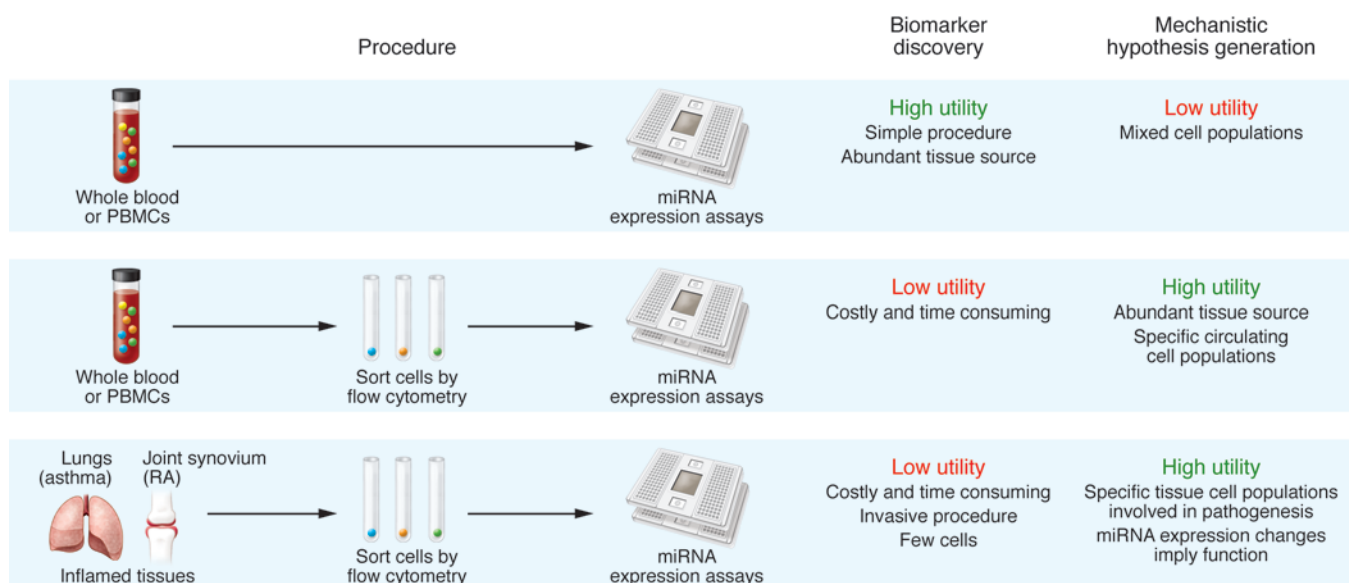 Procedure
Biomarker
discovery
Mechanistic
hypothesis generation
Whole blood
or PBMCs
miRNA
expression assays
High utility
Simple procedure
Abundant tissue source
Low utility
Mixed cell populations
Whole blood
or PBMCs
Sort cells by
flow cytometry
miRNA
expression assays
Low utility
Costly and time consuming
High utility
Abundant tissue source
Specific circulating
cell populations
Lungs
(asthma)
Joint synovium
(RA)
Inflamed tissues
Sort cells by
flow cytometry
miRNA
expression assays
Low utility
Costly and time consuming
Invasive procedure
Few cells
High utility
Specific tissue cell populations
involved in pathogenesis
miRNA expression changes
imply function